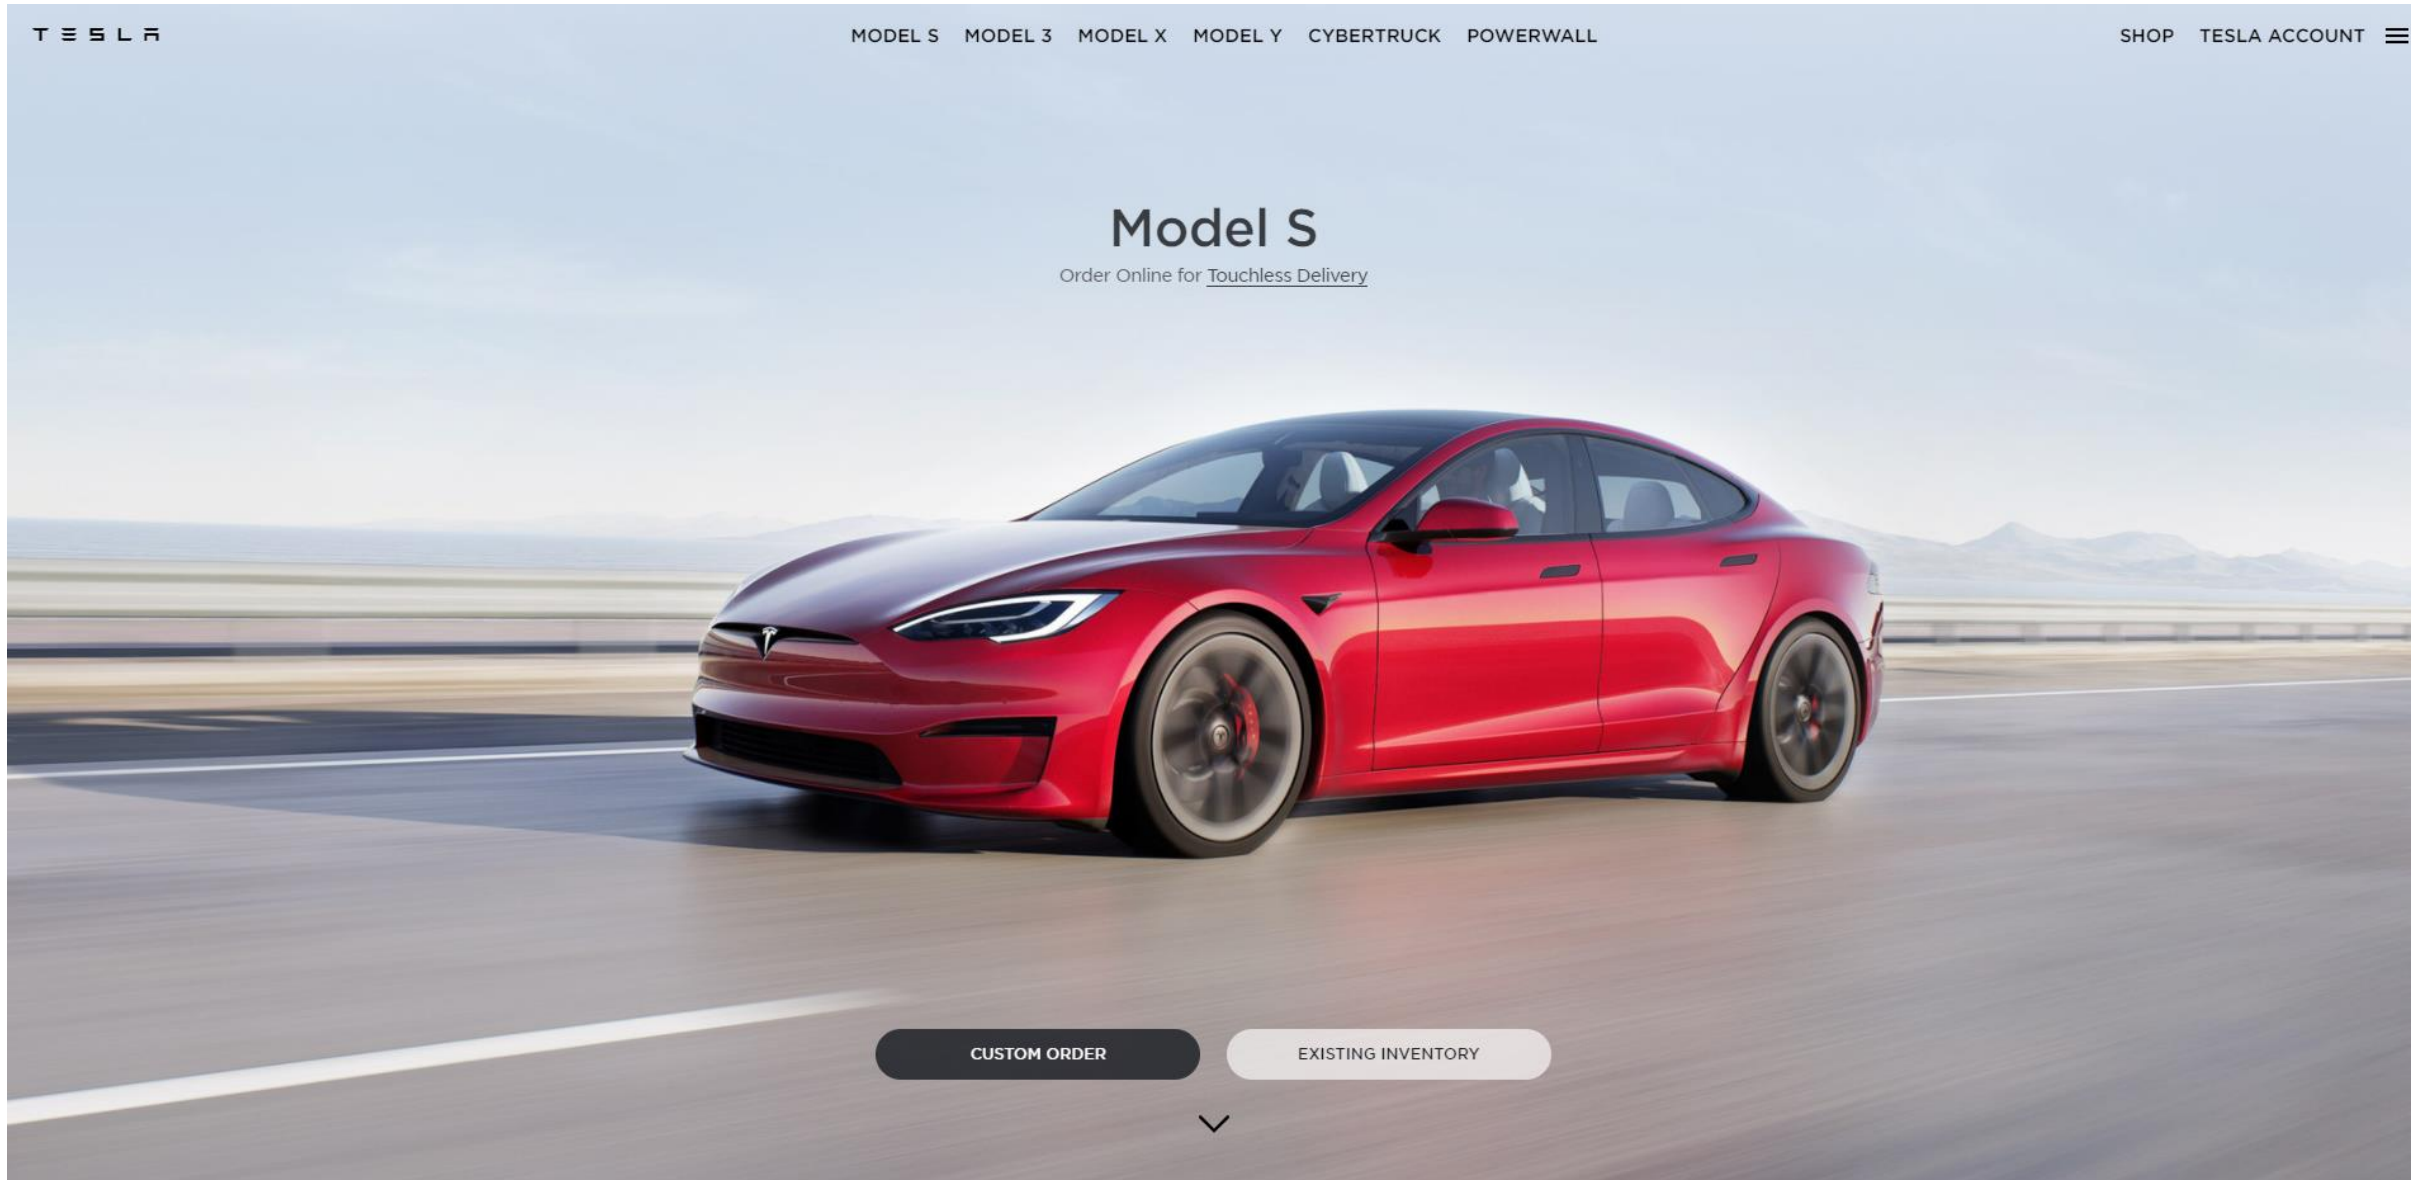 TESLA MODEL S MODEL 3 MODEL X MODEL Y CYBERTRUCK POWERWALL SHOP TESLA ACCOUNT
Model S
Order Online for Touchless Delivery
CUSTOM ORDER EXISTING INVENTORY